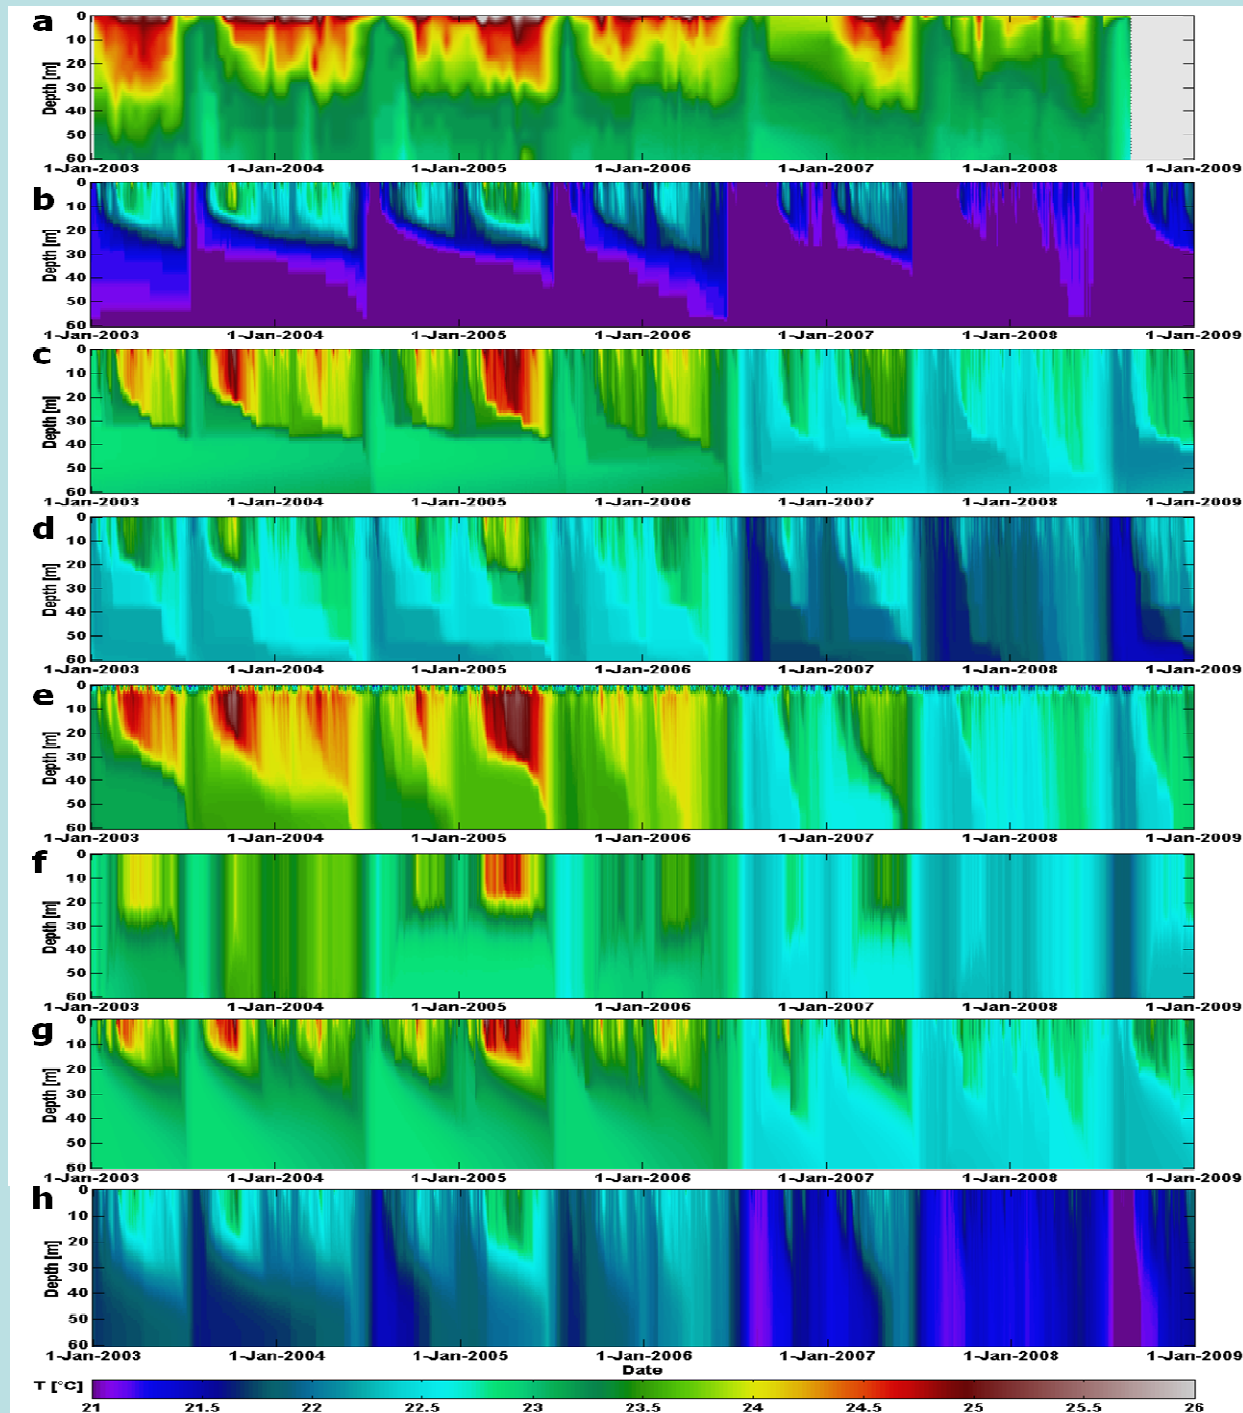 a
Depth [m]
0
10
20
30
40
50
60
1-Jan-2003 1-Jan-2004 1-Jan-2005 1-Jan-2006 1-Jan-2007 1-Jan-2008 1-Jan-2009
b
Depth [m]
0
10
20
30
40
50
60
1-Jan-2003 1-Jan-2004 1-Jan-2005 1-Jan-2006 1-Jan-2007 1-Jan-2008 1-Jan-2009
c
Depth [m]
0
10
20
30
40
50
60
1-Jan-2003 1-Jan-2004 1-Jan-2005 1-Jan-2006 1-Jan-2007 1-Jan-2008 1-Jan-2009
d
Depth [m]
0
10
20
30
40
50
60
1-Jan-2003 1-Jan-2004 1-Jan-2005 1-Jan-2006 1-Jan-2007 1-Jan-2008 1-Jan-2009
e
Depth [m]
0
10
20
30
40
50
60
1-Jan-2003 1-Jan-2004 1-Jan-2005 1-Jan-2006 1-Jan-2007 1-Jan-2008 1-Jan-2009
f
Depth [m]
0
10
20
30
40
50
60
1-Jan-2003 1-Jan-2004 1-Jan-2005 1-Jan-2006 1-Jan-2007 1-Jan-2008 1-Jan-2009
g
Depth [m]
0
10
20
30
40
50
60
1-Jan-2003 1-Jan-2004 1-Jan-2005 1-Jan-2006 1-Jan-2007 1-Jan-2008 1-Jan-2009
h
Depth [m]
0
10
20
30
40
50
60
1-Jan-2003 1-Jan-2004 1-Jan-2005 1-Jan-2006 1-Jan-2007 1-Jan-2008 1-Jan-2009
Date
T [°C]
21 21.5 22 22.5 23 23.5 24 24.5 25 25.5 26